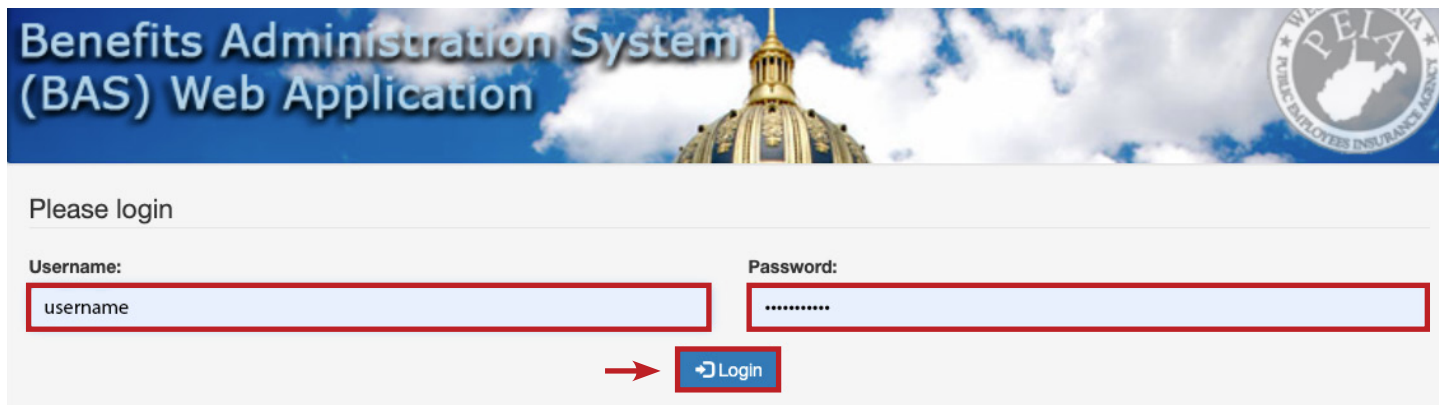 Benefits Administration System
(BAS) Web Application
PEIA
PUBLIC EMPLOYEES INSURANCE AGENCY
Please login
Username:
Password:
username
•••••••••••
Login